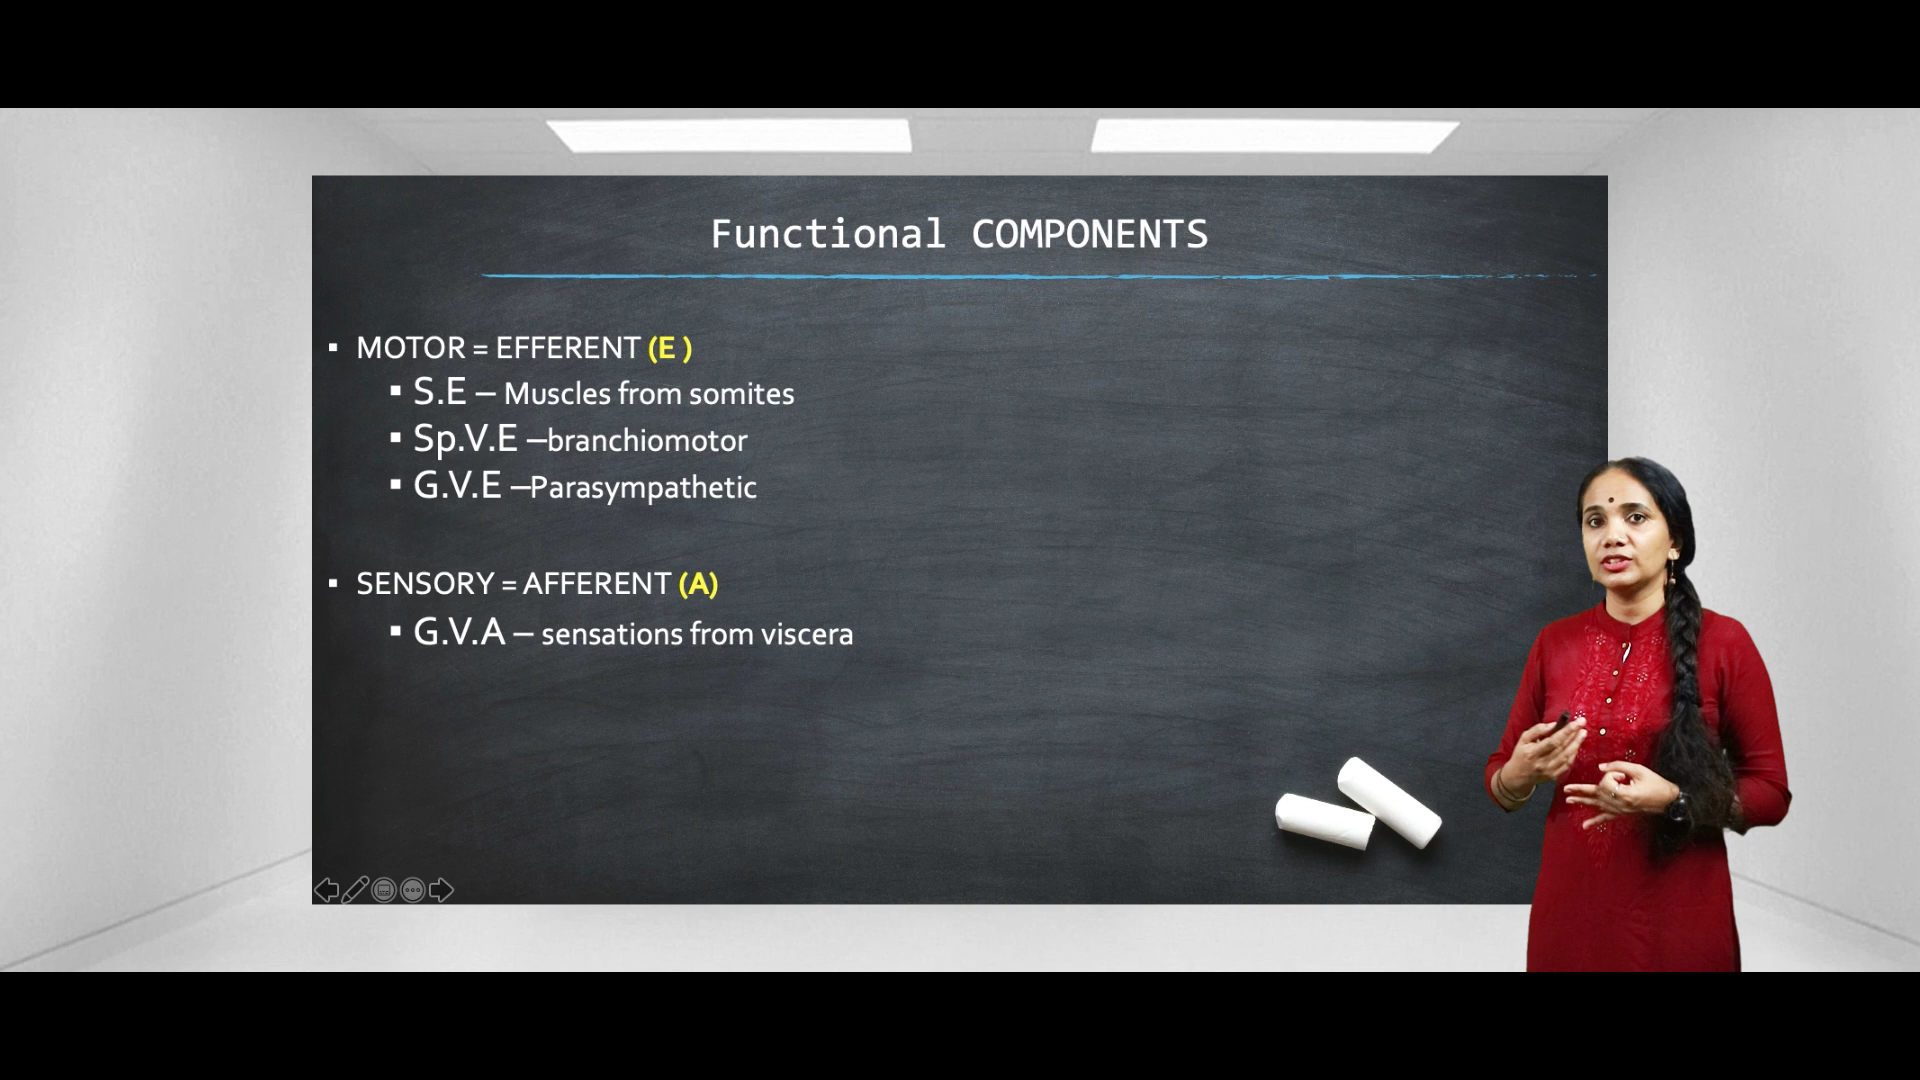 Functional COMPONENTS
▪ MOTOR = EFFERENT (E )
▪ S.E – Muscles from somites
▪ Sp.V.E –branchiomotor
▪ G.V.E –Parasympathetic
▪ SENSORY = AFFERENT (A)
▪ G.V.A – sensations from viscera